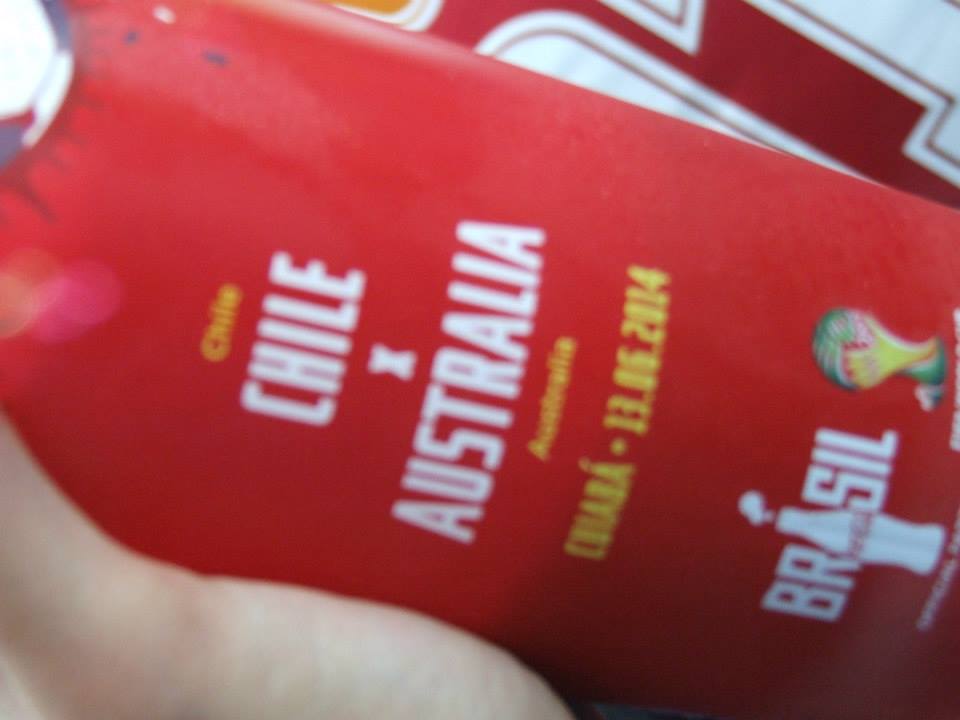 Chile
CHILE
x
AUSTRALIA
Australia
CUIABÁ • 13.06.2014
BRASIL